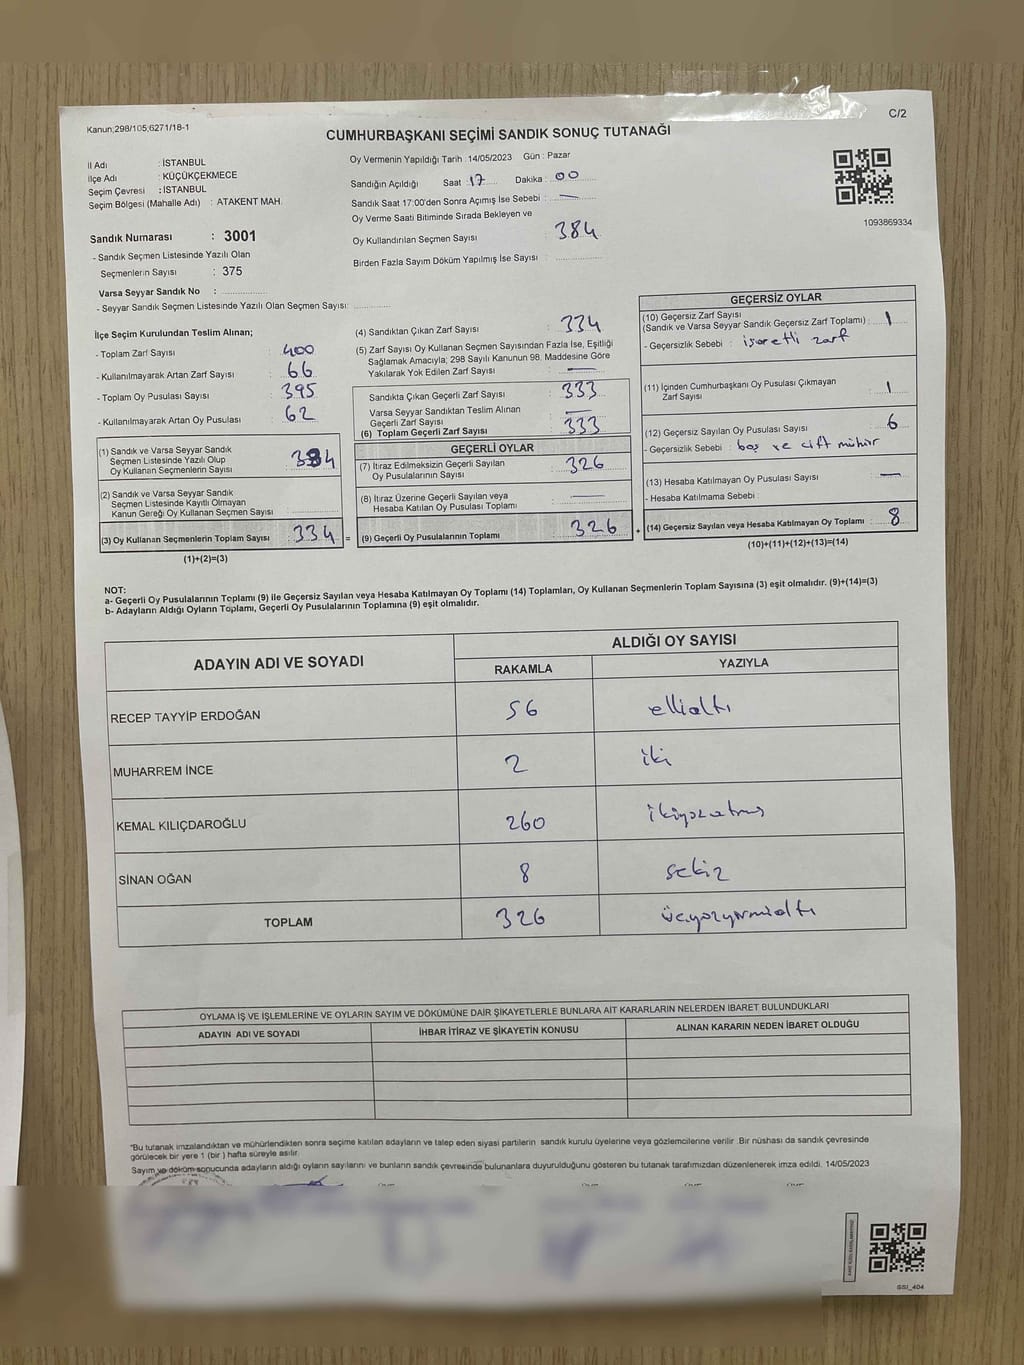 Kanun;298/105;6271/18-1
C/2
CUMHURBAŞKANI SEÇİMİ SANDIK SONUÇ TUTANAĞI
İl Adı : İSTANBUL
İlçe Adı : KÜÇÜKÇEKMECE
Seçim Çevresi : İSTANBUL
Seçim Bölgesi (Mahalle Adı) : ATAKENT MAH.
Sandık Numarası : 3001
- Sandık Seçmen Listesinde Yazılı Olan
Seçmenlerin Sayısı : 375
Varsa Seyyar Sandık No :
- Seyyar Sandık Seçmen Listesinde Yazılı Olan Seçmen Sayısı:
Oy Vermenin Yapıldığı Tarih :14/05/2023 Gün : Pazar
Sandığın Açıldığı Saat : 17 Dakika : 00
Sandık Saat 17:00'den Sonra Açımış İse Sebebi : —
Oy Verme Saati Bitiminde Sırada Bekleyen ve
Oy Kullandırılan Seçmen Sayısı : 384
Birden Fazla Sayım Döküm Yapılmış İse Sayısı :
1093869334
İlçe Seçim Kurulundan Teslim Alınan;
- Toplam Zarf Sayısı : 400
- Kullanılmayarak Artan Zarf Sayısı : 66
- Toplam Oy Pusulası Sayısı : 395
- Kullanılmayarak Artan Oy Pusulası : 62
(1) Sandık ve Varsa Seyyar Sandık
Seçmen Listesinde Yazılı Olup
Oy Kullanan Seçmenlerin Sayısı : 334
(2) Sandık ve Varsa Seyyar Sandık
Seçmen Listesinde Kayıtlı Olmayan
Kanun Gereği Oy Kullanan Seçmen Sayısı :
(3) Oy Kullanan Seçmenlerin Toplam Sayısı : 334 =
(1)+(2)=(3)
(4) Sandıktan Çıkan Zarf Sayısı : 334
(5) Zarf Sayısı Oy Kullanan Seçmen Sayısından Fazla İse, Eşitliği
Sağlamak Amacıyla; 298 Sayılı Kanunun 98. Maddesine Göre
Yakılarak Yok Edilen Zarf Sayısı : —
Sandıkta Çıkan Geçerli Zarf Sayısı : 333
Varsa Seyyar Sandıktan Teslim Alınan
Geçerli Zarf Sayısı : —
(6) Toplam Geçerli Zarf Sayısı : 333
GEÇERLİ OYLAR
(7) İtiraz Edilmeksizin Geçerli Sayılan
Oy Pusulalarının Sayısı : 326
(8) İtiraz Üzerine Geçerli Sayılan veya
Hesaba Katılan Oy Pusulası Toplamı : —
(9) Geçerli Oy Pusulalarının Toplamı : 326 +
GEÇERSİZ OYLAR
(10) Geçersiz Zarf Sayısı
(Sandık ve Varsa Seyyar Sandık Geçersiz Zarf Toplamı) : 1
- Geçersizlik Sebebi : işaretli zarf
(11) İçinden Cumhurbaşkanı Oy Pusulası Çıkmayan
Zarf Sayısı : 1
(12) Geçersiz Sayılan Oy Pusulası Sayısı : 6
- Geçersizlik Sebebi : boş ve çift mühür
(13) Hesaba Katılmayan Oy Pusulası Sayısı : —
- Hesaba Katılmama Sebebi :
(14) Geçersiz Sayılan veya Hesaba Katılmayan Oy Toplamı : 8
(10)+(11)+(12)+(13)=(14)
NOT:
a- Geçerli Oy Pusulalarının Toplamı (9) ile Geçersiz Sayılan veya Hesaba Katılmayan Oy Toplamı (14) Toplamları, Oy Kullanan Seçmenlerin Toplam Sayısına (3) eşit olmalıdır. (9)+(14)=(3)
b- Adayların Aldığı Oyların Toplamı, Geçerli Oy Pusulalarının Toplamına (9) eşit olmalıdır.
ADAYIN ADI VE SOYADI
ALDIĞI OY SAYISI
RAKAMLA YAZIYLA
RECEP TAYYİP ERDOĞAN 56 ellialtı
MUHARREM İNCE 2 iki
KEMAL KILIÇDAROĞLU 260 ikiyüzatmış
SİNAN OĞAN 8 sekiz
TOPLAM 326 üçyüzyirmialtı
OYLAMA İŞ VE İŞLEMLERİNE VE OYLARIN SAYIM VE DÖKÜMÜNE DAİR ŞİKAYETLERLE BUNLARA AİT KARARLARIN NELERDEN İBARET BULUNDUKLARI
ADAYIN ADI VE SOYADI İHBAR İTİRAZ VE ŞİKAYETİN KONUSU ALINAN KARARIN NEDEN İBARET OLDUĞU
*Bu tutanak imzalandıktan ve mühürlendikten sonra seçime katılan adayların ve talep eden siyasi partilerin sandık kurulu üyelerine veya gözlemcilerine verilir .Bir nüshası da sandık çevresinde
görülecek bir yere 1 (bir ) hafta süreyle asılır.
Sayım ve döküm sonucunda adayların aldığı oyların sayılarını ve bunların sandık çevresinde bulunanlara duyurulduğunu gösteren bu tutanak tarafımızdan düzenlenerek imza edildi. 14/05/2023
GSI_404